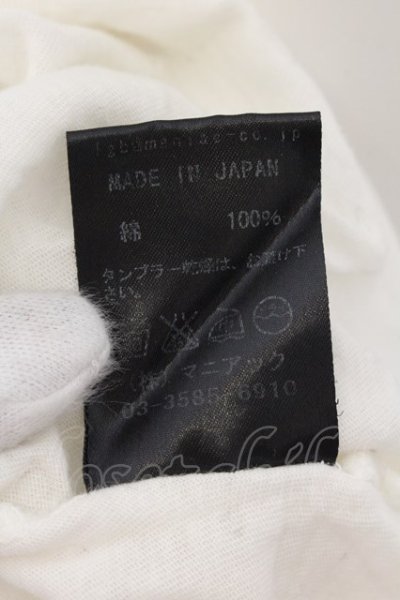 MADE IN JAPAN
綿 100%
タンブラー乾燥は、お避け下
さい。
(株) マニアック
03-3585-6910